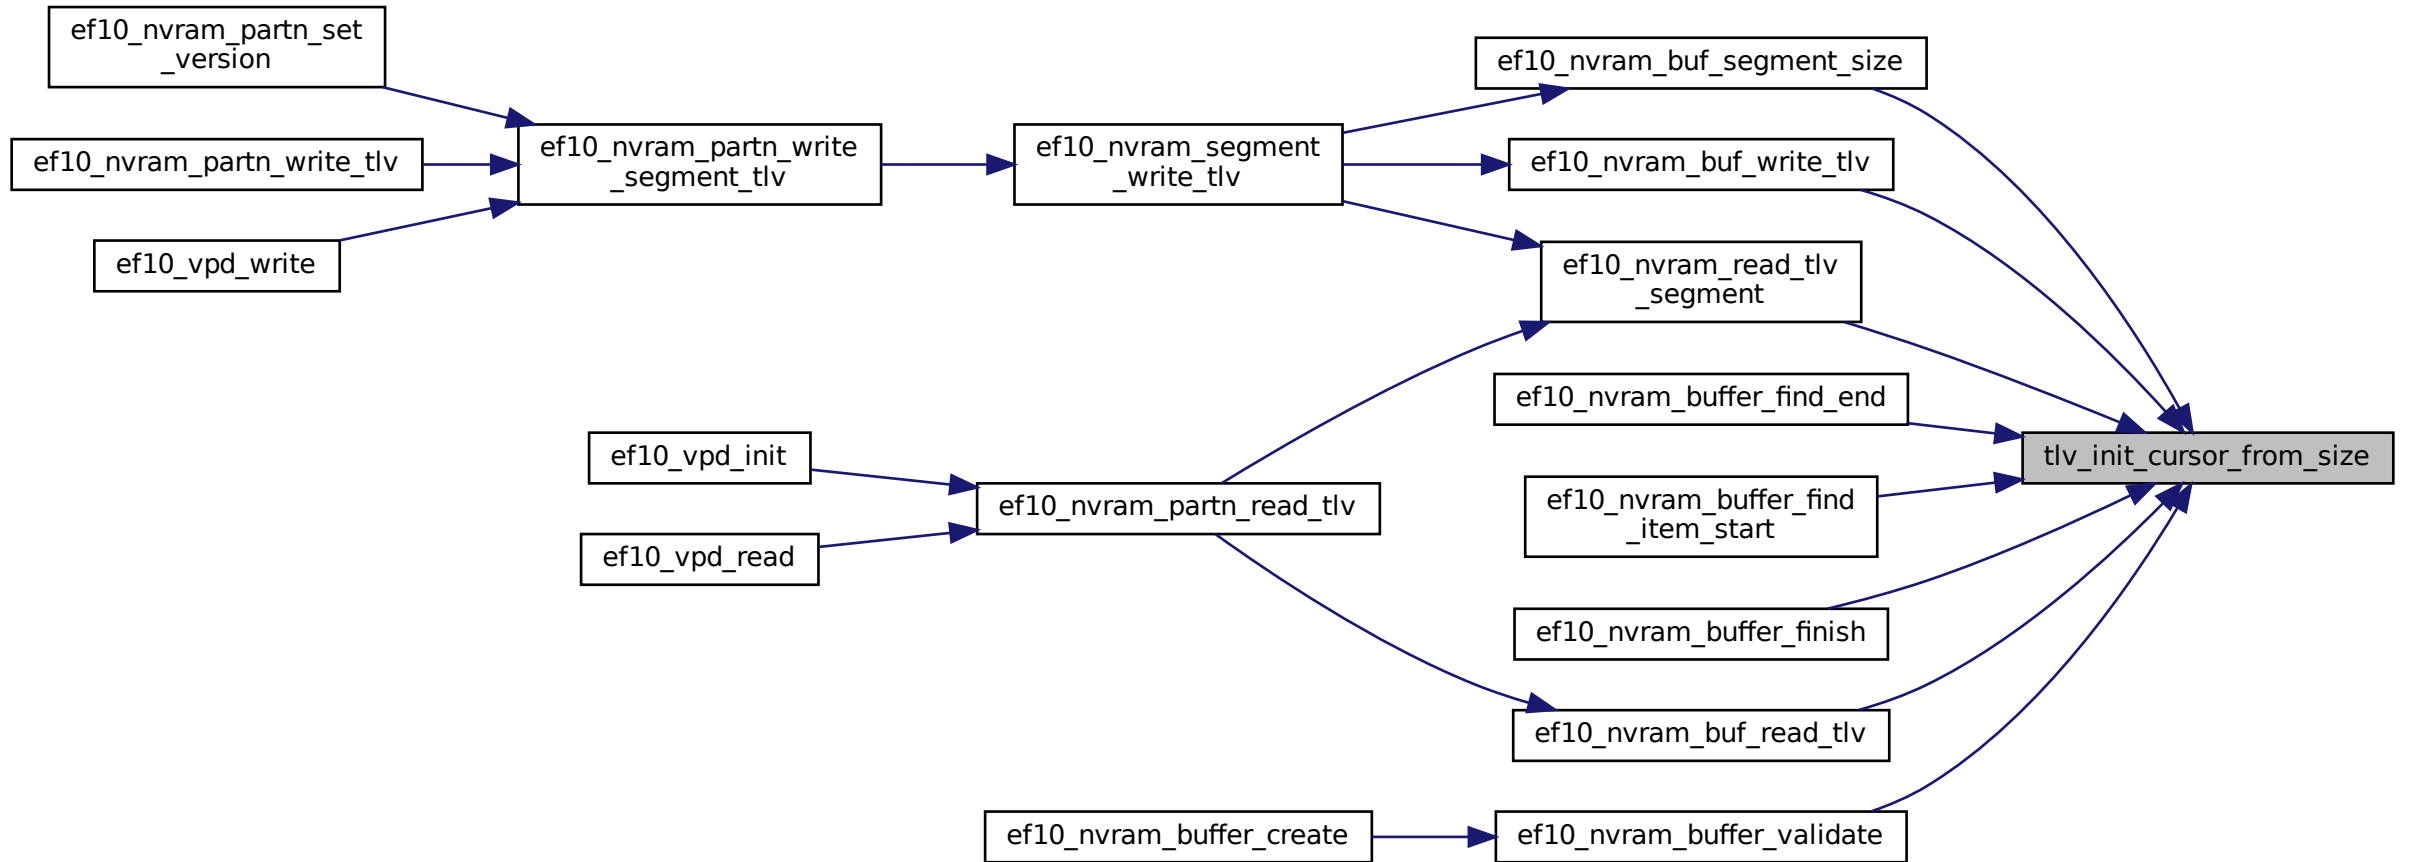 ef10_nvram_partn_set
_version
ef10_nvram_partn_write_tlv
ef10_vpd_write
ef10_nvram_partn_write
_segment_tlv
ef10_nvram_segment
_write_tlv
ef10_nvram_buf_segment_size
ef10_nvram_buf_write_tlv
ef10_nvram_read_tlv
_segment
ef10_nvram_buffer_find_end
tlv_init_cursor_from_size
ef10_vpd_init
ef10_vpd_read
ef10_nvram_partn_read_tlv
ef10_nvram_buffer_find
_item_start
ef10_nvram_buffer_finish
ef10_nvram_buf_read_tlv
ef10_nvram_buffer_create
ef10_nvram_buffer_validate